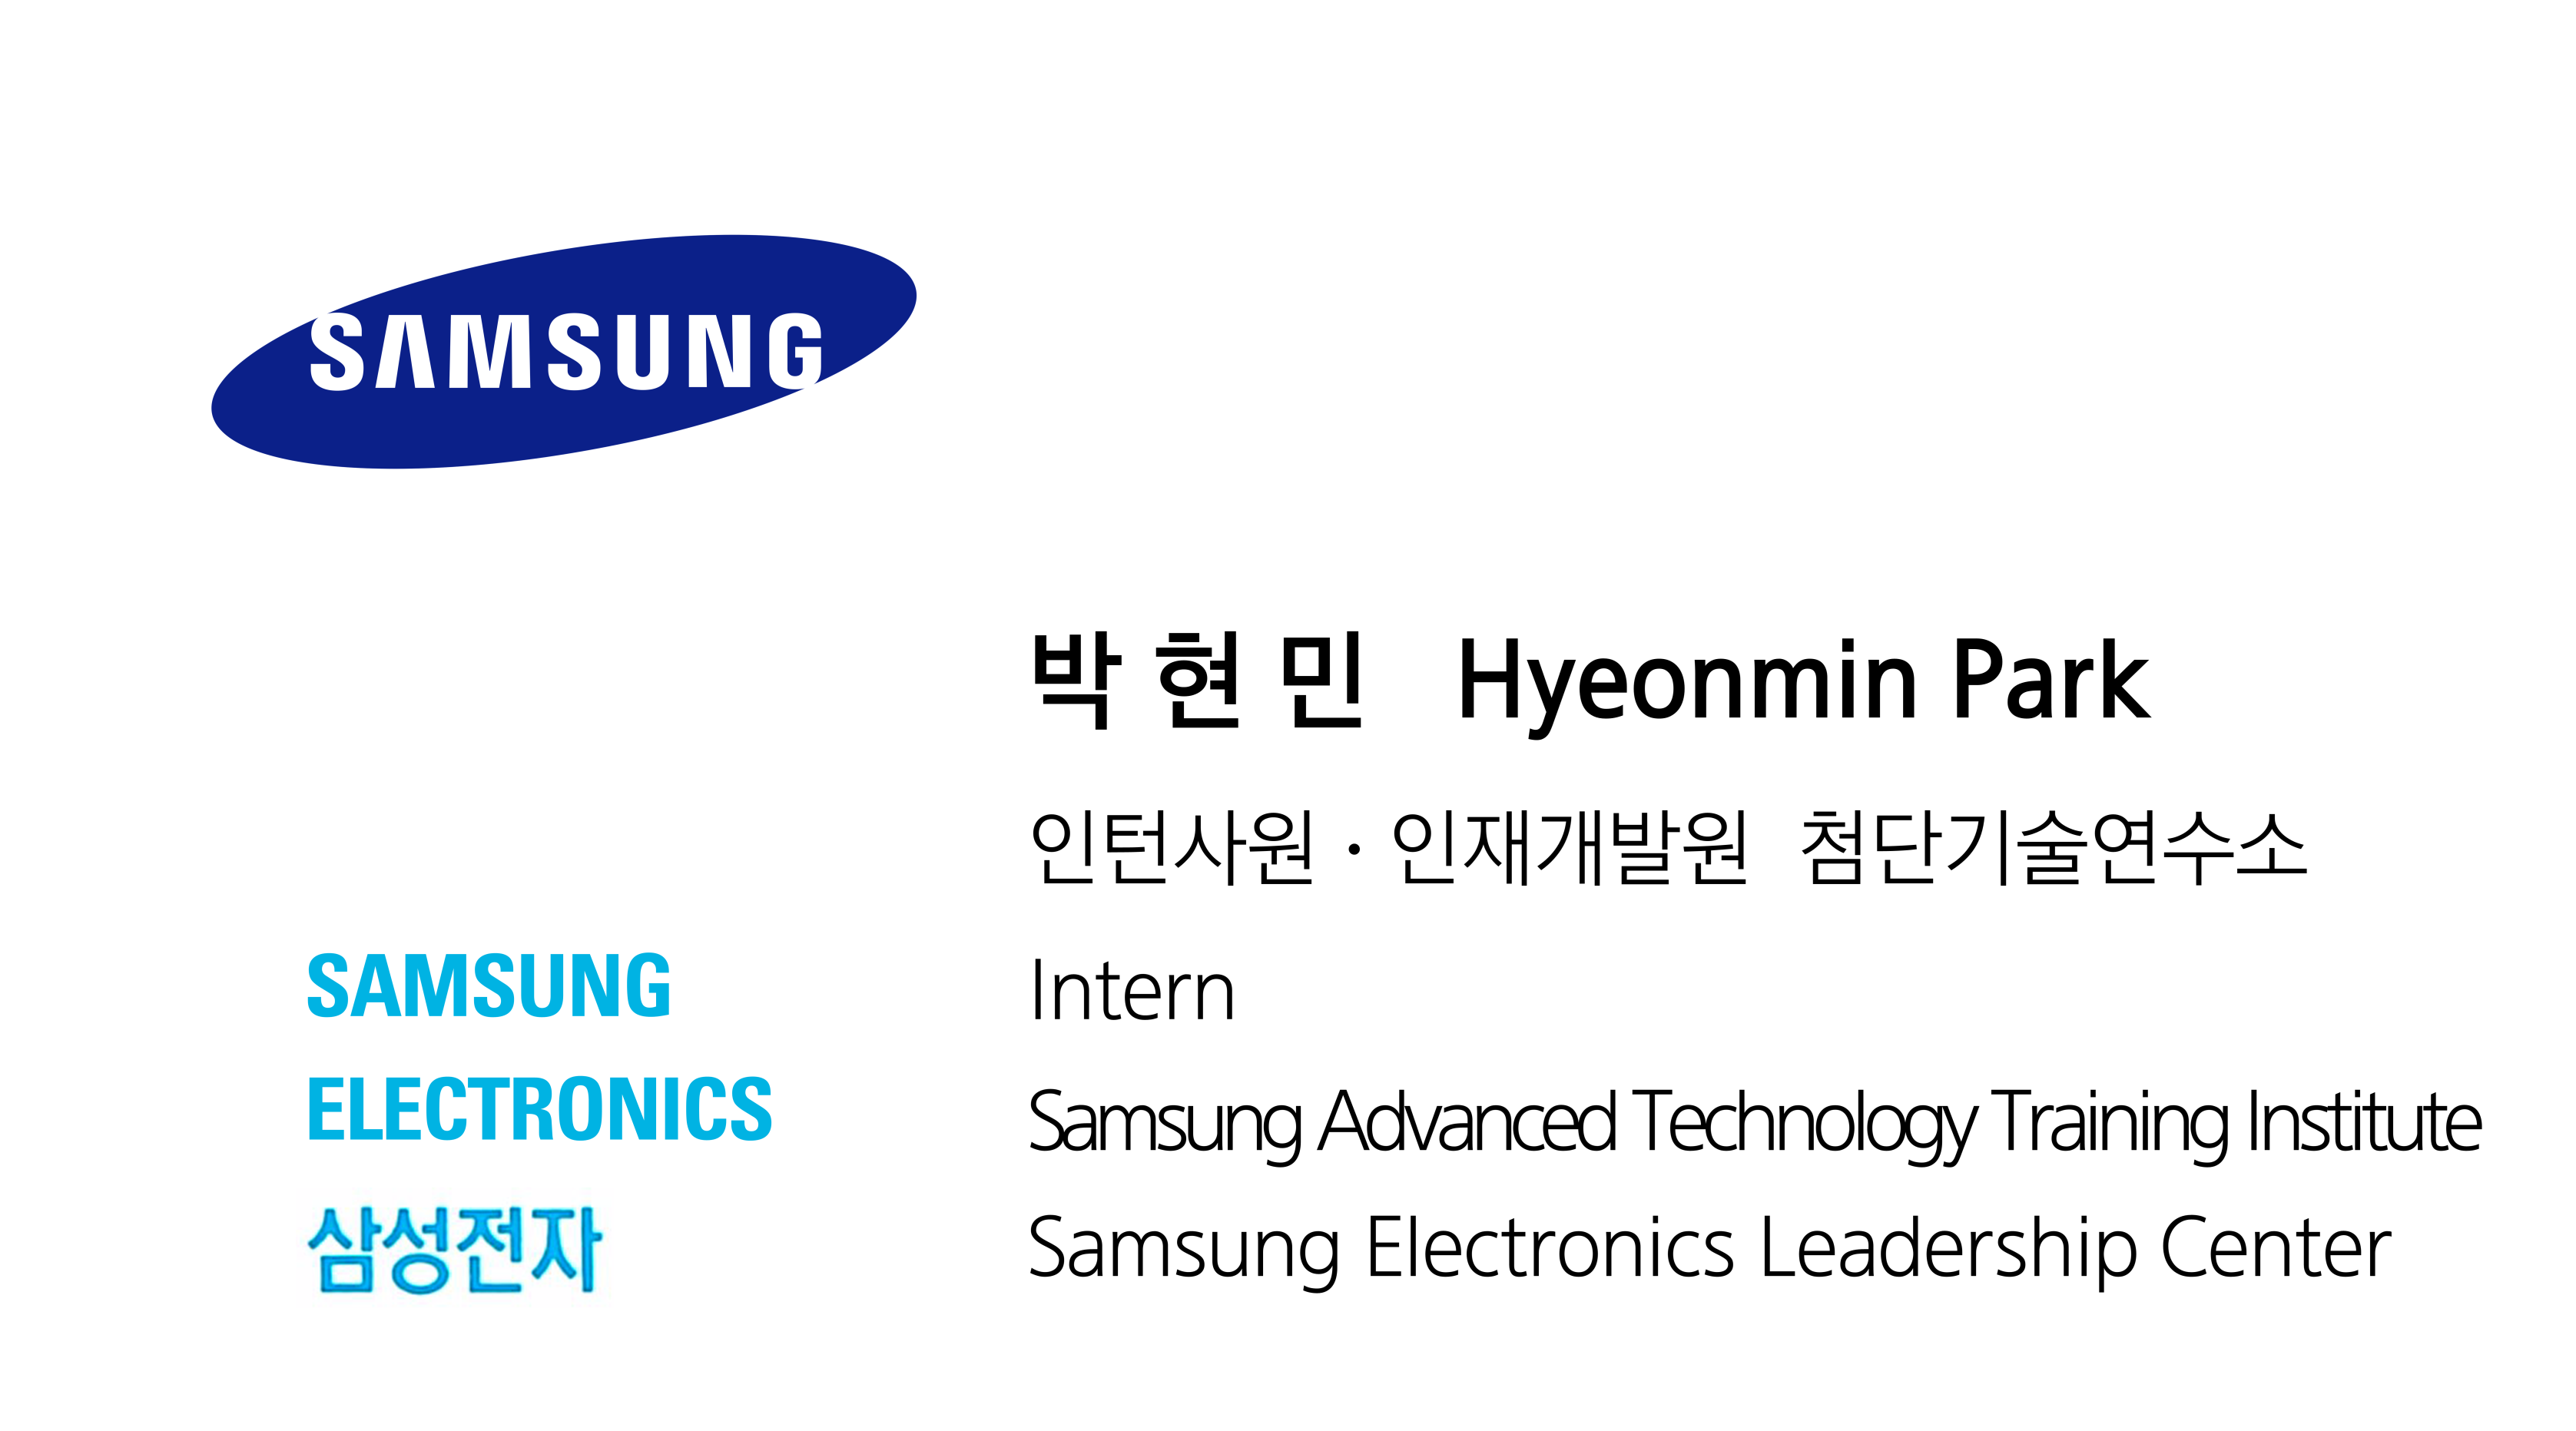 SAMSUNG
박 현 민 Hyeonmin Park
인턴사원 · 인재개발원 첨단기술연수소
Intern
Samsung Advanced Technology Training Institute
Samsung Electronics Leadership Center
SAMSUNG
ELECTRONICS
삼성전자